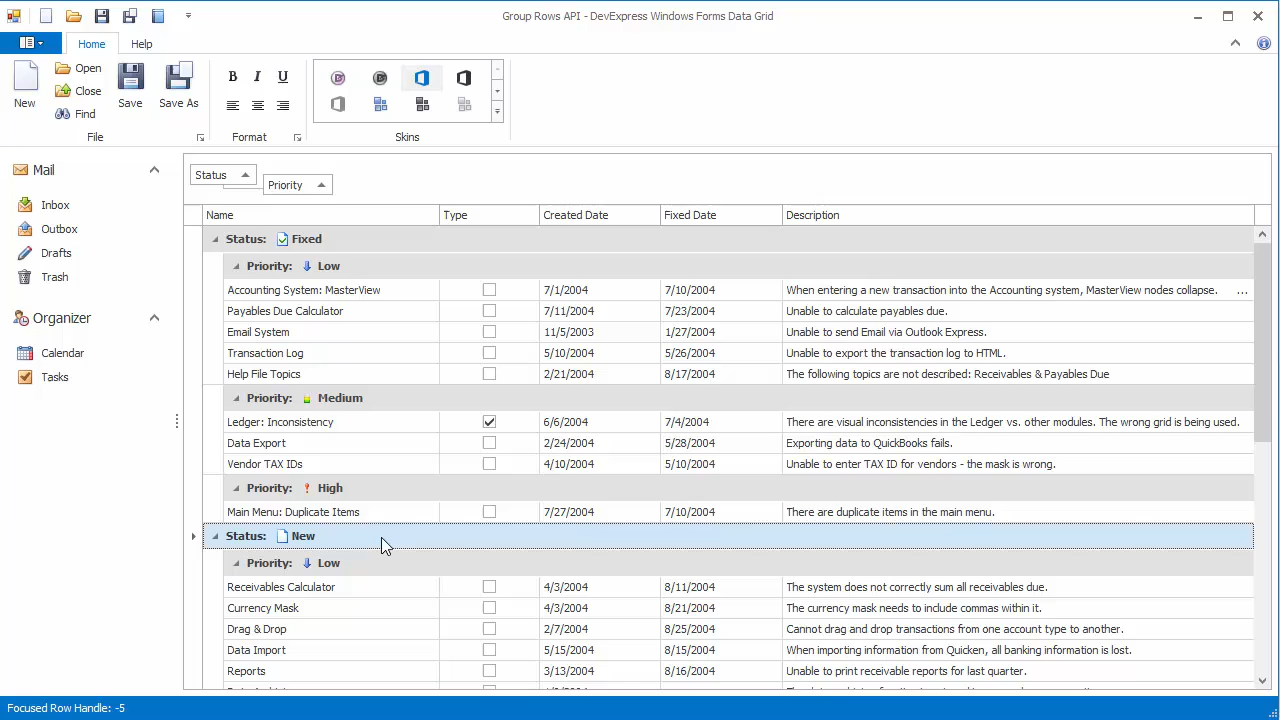 Group Rows API - DevExpress Windows Forms Data Grid
Home Help
New Open Close Find Save Save As
B I U
File Format Skins
Mail
Inbox
Outbox
Drafts
Trash
Organizer
Calendar
Tasks
Status
Priority
Name Type Created Date Fixed Date Description
Status: Fixed
Priority: Low
Accounting System: MasterView 7/1/2004 7/10/2004 When entering a new transaction into the Accounting system, MasterView nodes collapse. ...
Payables Due Calculator 7/11/2004 7/23/2004 Unable to calculate payables due.
Email System 11/5/2003 1/27/2004 Unable to send Email via Outlook Express.
Transaction Log 5/10/2004 5/26/2004 Unable to export the transaction log to HTML.
Help File Topics 2/21/2004 8/17/2004 The following topics are not described: Receivables & Payables Due
Priority: Medium
Ledger: Inconsistency 6/6/2004 7/4/2004 There are visual inconsistencies in the Ledger vs. other modules. The wrong grid is being used.
Data Export 2/24/2004 5/28/2004 Exporting data to QuickBooks fails.
Vendor TAX IDs 4/10/2004 5/10/2004 Unable to enter TAX ID for vendors - the mask is wrong.
Priority: High
Main Menu: Duplicate Items 7/27/2004 7/10/2004 There are duplicate items in the main menu.
Status: New
Priority: Low
Receivables Calculator 4/3/2004 8/11/2004 The system does not correctly sum all receivables due.
Currency Mask 4/3/2004 8/21/2004 The currency mask needs to include commas within it.
Drag & Drop 2/7/2004 8/25/2004 Cannot drag and drop transactions from one account type to another.
Data Import 5/15/2004 8/15/2004 When importing information from Quicken, all banking information is lost.
Reports 3/13/2004 8/16/2004 Unable to print receivable reports for last quarter.
Focused Row Handle: -5